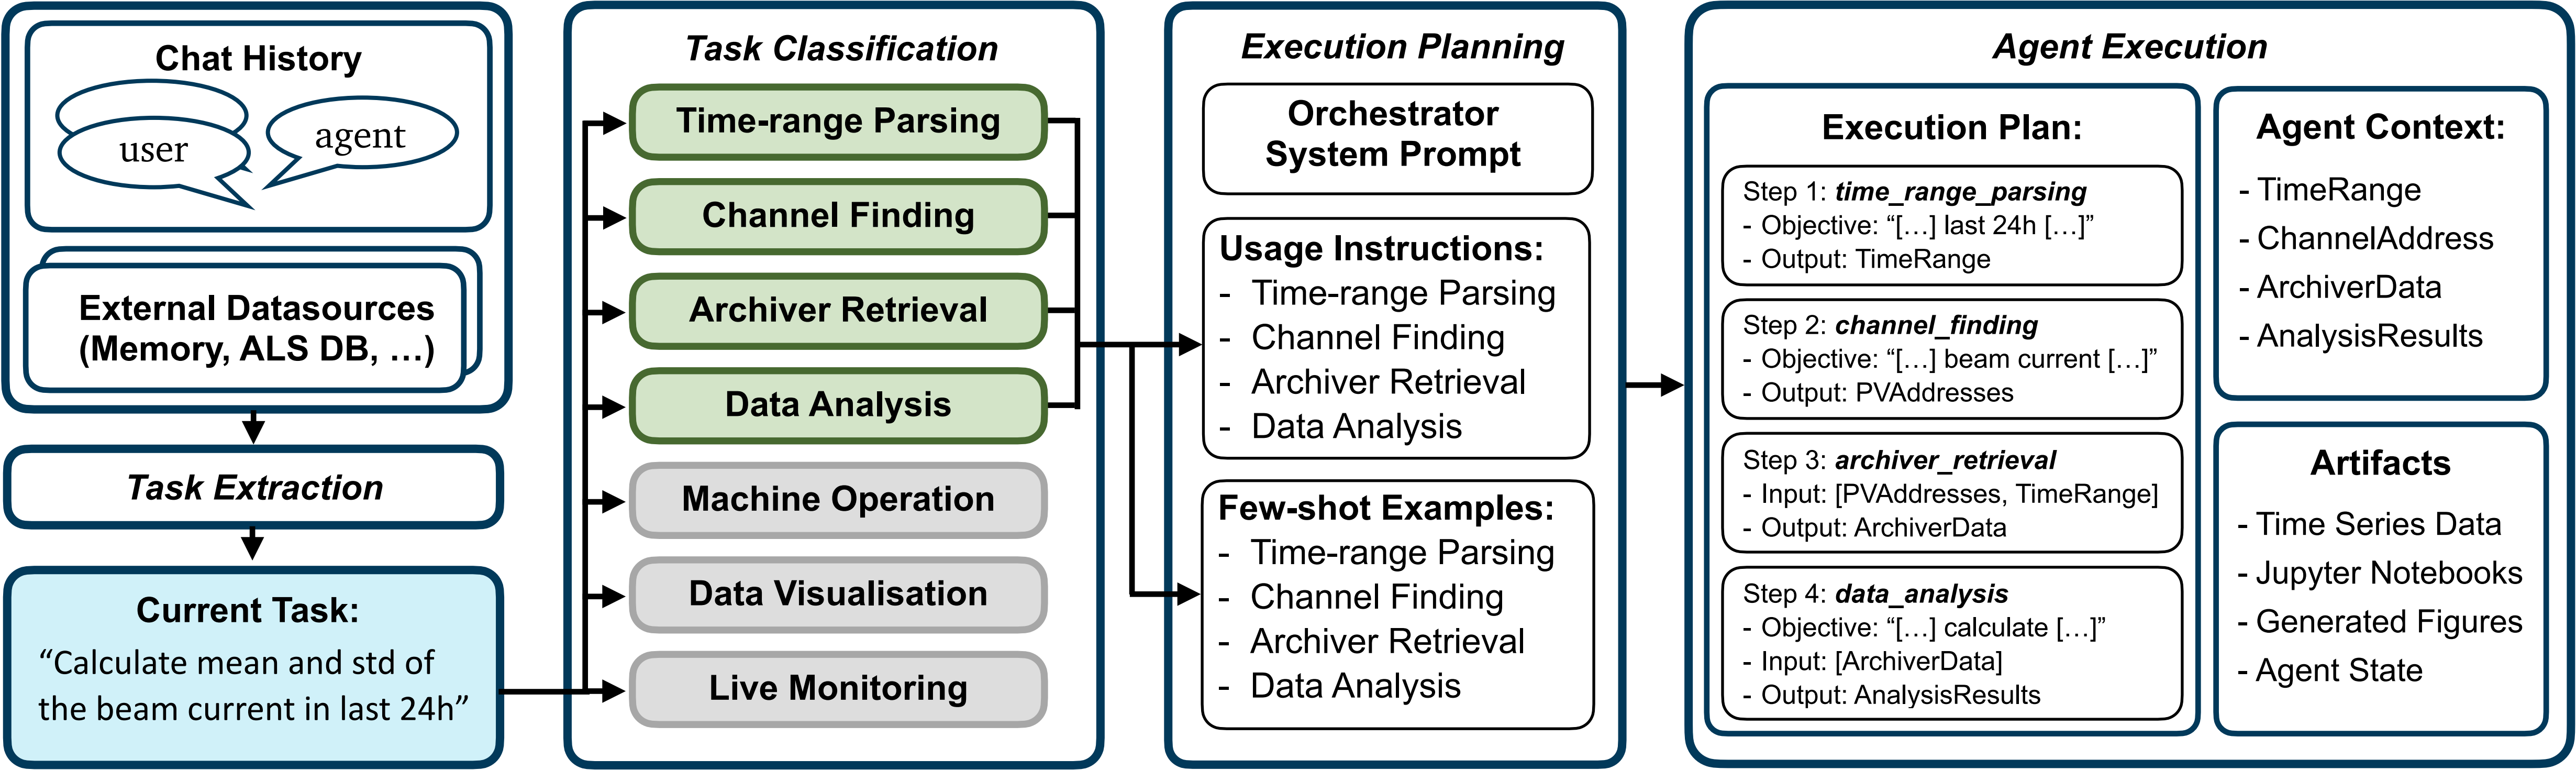 Chat History
user
agent
External Datasources
(Memory, ALS DB, …)
Task Extraction
Current Task:
“Calculate mean and std of
the beam current in last 24h”
Task Classification
Time-range Parsing
Channel Finding
Archiver Retrieval
Data Analysis
Machine Operation
Data Visualisation
Live Monitoring
Execution Planning
Orchestrator
System Prompt
Usage Instructions:
- Time-range Parsing
- Channel Finding
- Archiver Retrieval
- Data Analysis
Few-shot Examples:
- Time-range Parsing
- Channel Finding
- Archiver Retrieval
- Data Analysis
Agent Execution
Execution Plan:
Step 1: time_range_parsing
- Objective: “[…] last 24h […]”
- Output: TimeRange
Step 2: channel_finding
- Objective: “[…] beam current […]”
- Output: PVAddresses
Step 3: archiver_retrieval
- Input: [PVAddresses, TimeRange]
- Output: ArchiverData
Step 4: data_analysis
- Objective: “[…] calculate […]”
- Input: [ArchiverData]
- Output: AnalysisResults
Agent Context:
- TimeRange
- ChannelAddress
- ArchiverData
- AnalysisResults
Artifacts
- Time Series Data
- Jupyter Notebooks
- Generated Figures
- Agent State